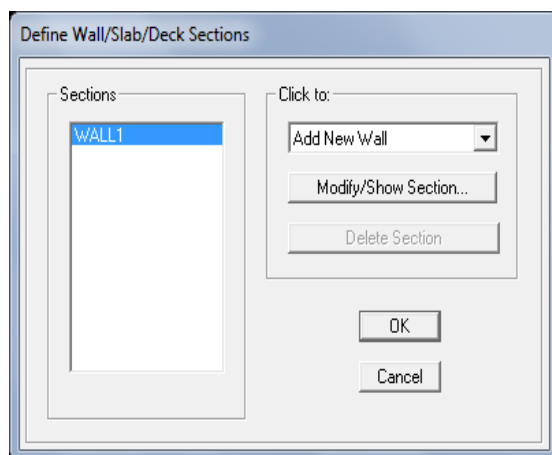 Define Wall/Slab/Deck Sections
Sections
WALL1
Click to:
Add New Wall
Modify/Show Section...
Delete Section
OK
Cancel